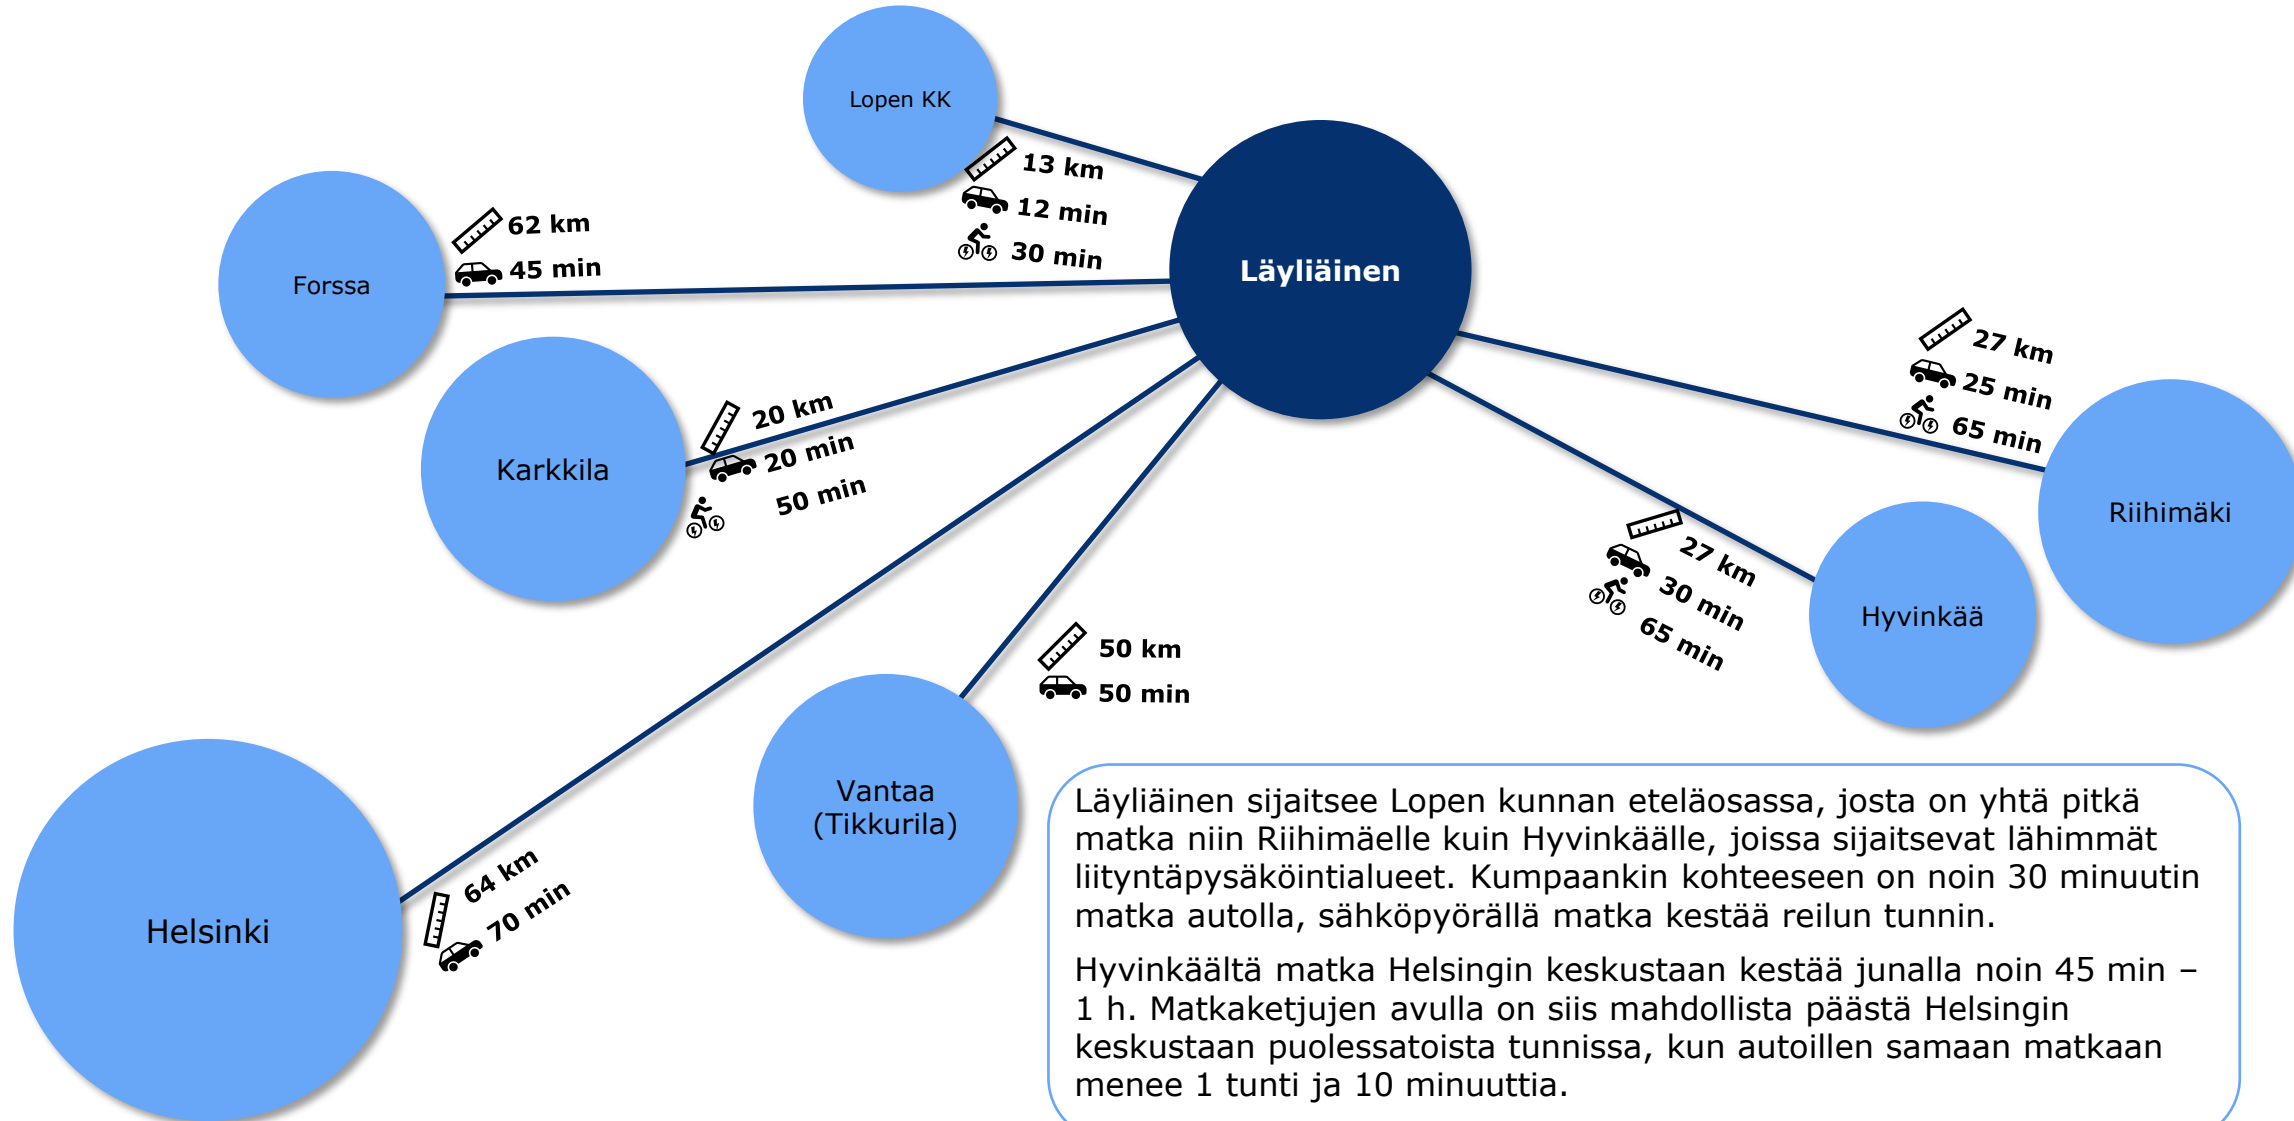 Lopen KK
13 km
12 min
30 min
Läyliäinen
Forssa
62 km
45 min
Karkkila
20 km
20 min
50 min
27 km
25 min
65 min
Riihimäki
27 km
30 min
65 min
Hyvinkää
50 km
50 min
Vantaa
(Tikkurila)
Helsinki
64 km
70 min
Läyliäinen sijaitsee Lopen kunnan eteläosassa, josta on yhtä pitkä
matka niin Riihimäelle kuin Hyvinkäälle, joissa sijaitsevat lähimmät
liityntäpysäköintialueet. Kumpaankin kohteeseen on noin 30 minuutin
matka autolla, sähköpyörällä matka kestää reilun tunnin.
Hyvinkäältä matka Helsingin keskustaan kestää junalla noin 45 min –
1 h. Matkaketjujen avulla on siis mahdollista päästä Helsingin
keskustaan puolessatoista tunnissa, kun autoillen samaan matkaan
menee 1 tunti ja 10 minuuttia.